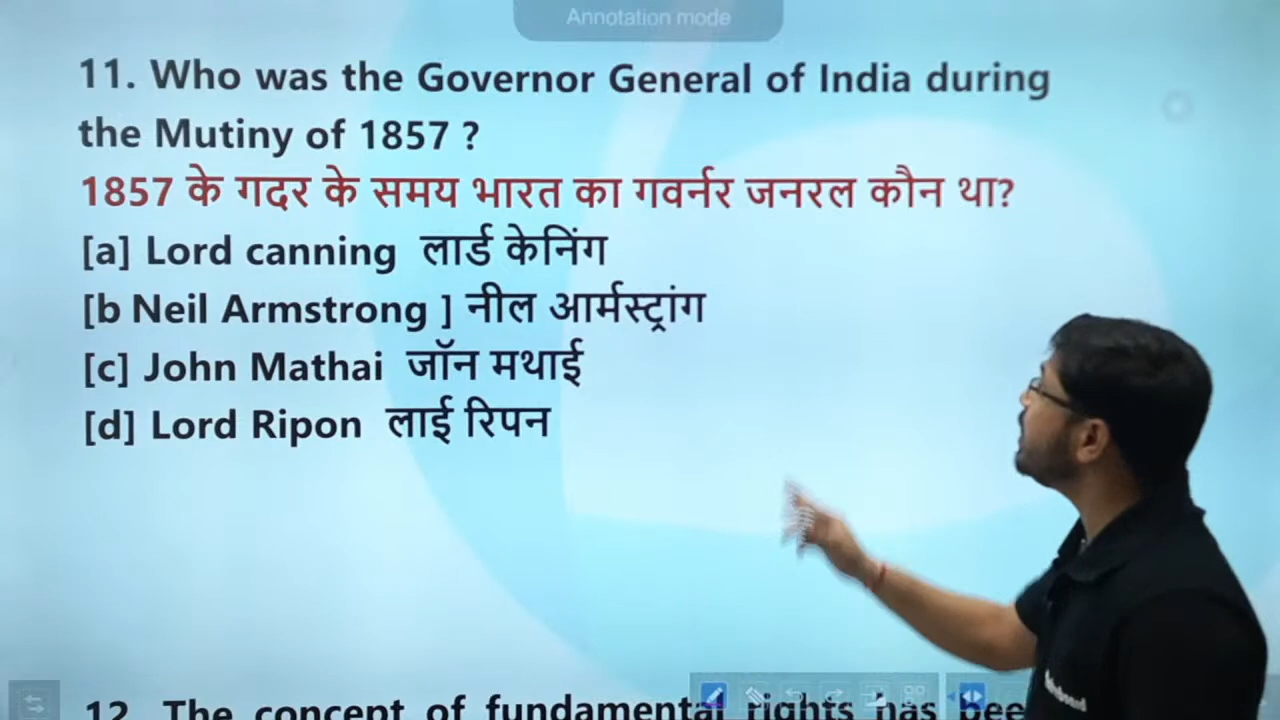 Annotation mode
11. Who was the Governor General of India during
the Mutiny of 1857 ?
1857 के गदर के समय भारत का गवर्नर जनरल कौन था?
[a] Lord canning लार्ड केनिंग
[b Neil Armstrong ] नील आर्मस्ट्रांग
[c] John Mathai जॉन मथाई
[d] Lord Ripon लाई रिपन
12. The concept of fundamental rights has